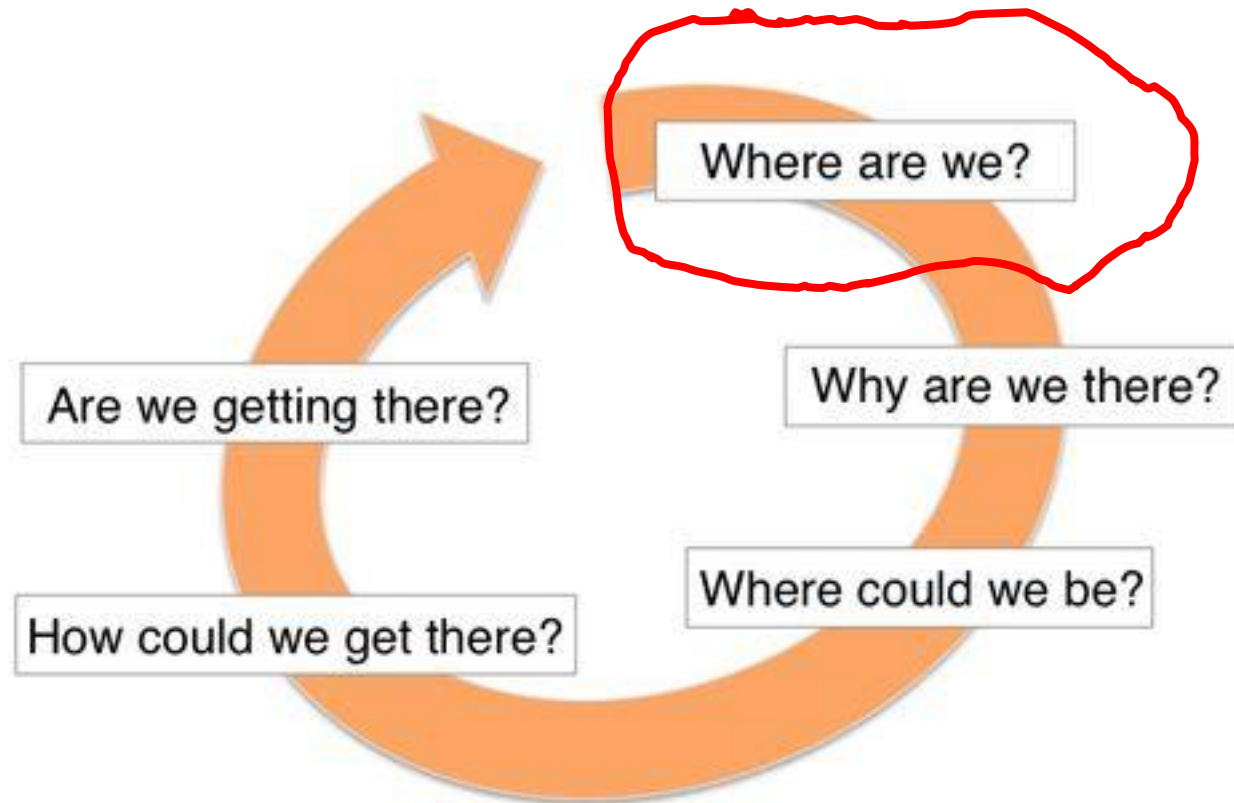 Where are we?
Why are we there?
Where could we be?
How could we get there?
Are we getting there?